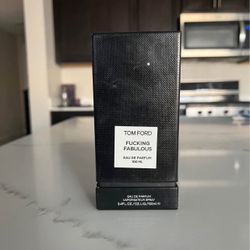 TOM FORD
FUCKING
FABULOUS
EAU DE PARFUM
100 ML
EAU DE PARFUM
VAPORISATEUR SPRAY